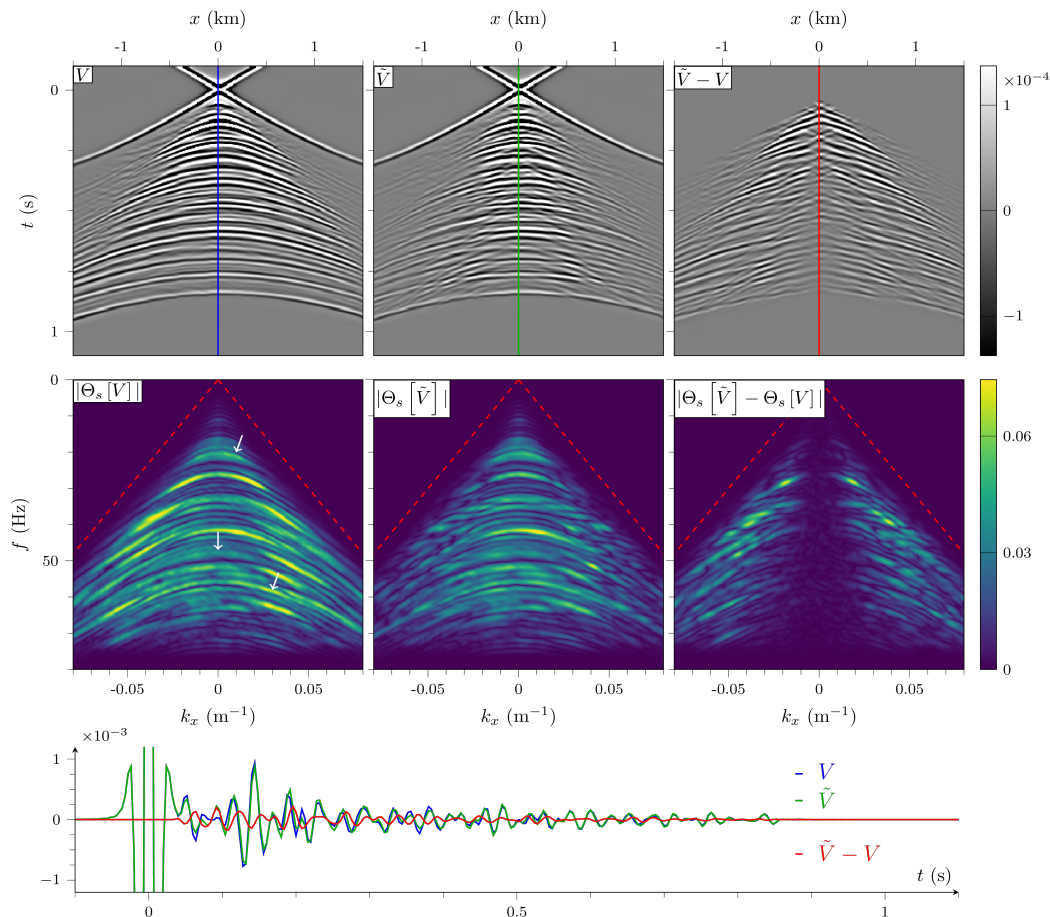 x (km) x (km) x (km)
-1 0 1 -1 0 1 -1 0 1
V Ṽ Ṽ − V
×10⁻⁴
0 1
t (s) 0
1 −1
0 |Θₛ [V] | |Θₛ [Ṽ] | |Θₛ [Ṽ] − Θₛ [V] |
0.06
f (Hz)
50 0.03
0
-0.05 0 0.05 -0.05 0 0.05 -0.05 0 0.05
kₓ (m⁻¹) kₓ (m⁻¹) kₓ (m⁻¹)
×10⁻³
1 V
Ṽ
0
Ṽ − V
−1 t (s)
0 0.5 1